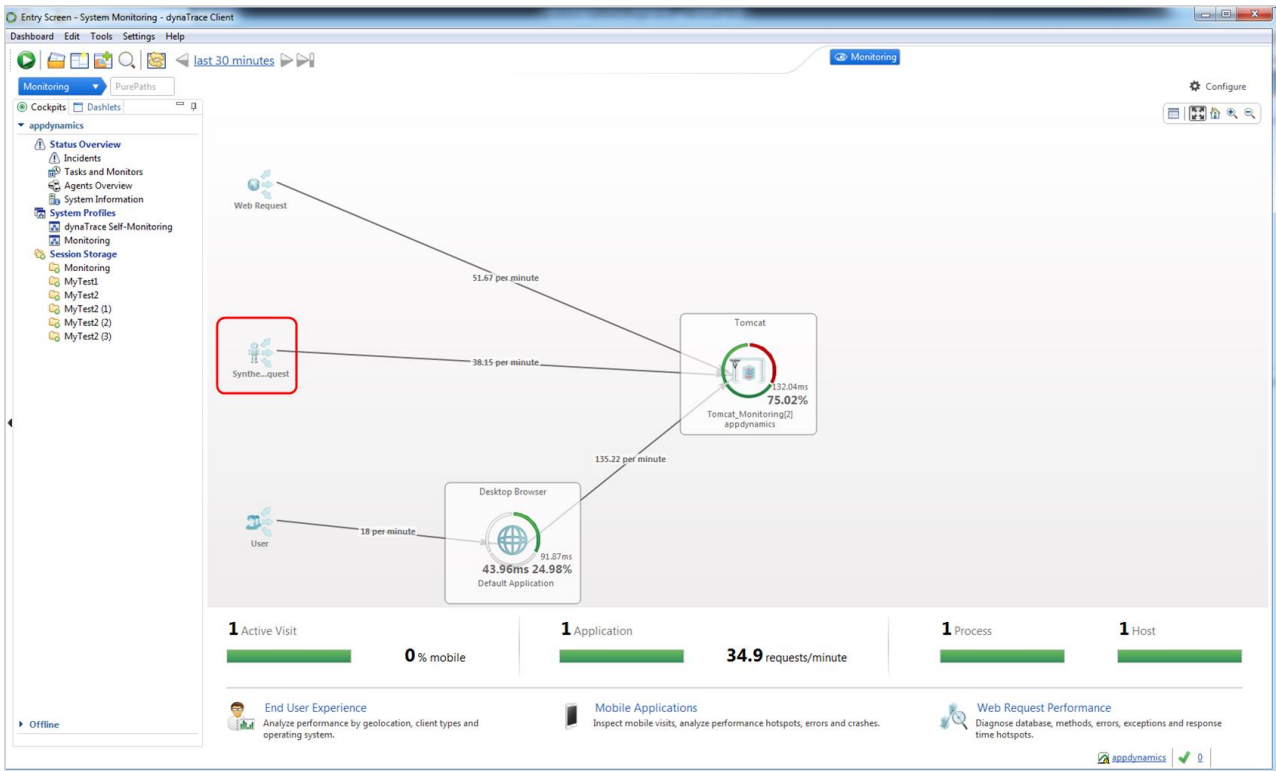 Entry Screen - System Monitoring - dynaTrace Client
Dashboard Edit Tools Settings Help
last 30 minutes
Monitoring
Monitoring
PurePaths
Configure
Cockpits
Dashlets
appdynamics
Status Overview
Incidents
Tasks and Monitors
Agents Overview
System Information
System Profiles
dynaTrace Self-Monitoring
Monitoring
Session Storage
Monitoring
MyTest1
MyTest2
MyTest2 (1)
MyTest2 (2)
MyTest2 (3)
Offline
Web Request
51.67 per minute
Synthe...quest
38.15 per minute
Tomcat
132.04ms
75.02%
Tomcat_Monitoring[2]
appdynamics
135.22 per minute
User
18 per minute
Desktop Browser
91.87ms
43.96ms 24.98%
Default Application
1 Active Visit
0 % mobile
1 Application
34.9 requests/minute
1 Process
1 Host
End User Experience
Analyze performance by geolocation, client types and
operating system.
Mobile Applications
Inspect mobile visits, analyze performance hotspots, errors and crashes.
Web Request Performance
Diagnose database, methods, errors, exceptions and response
time hotspots.
appdynamics
0